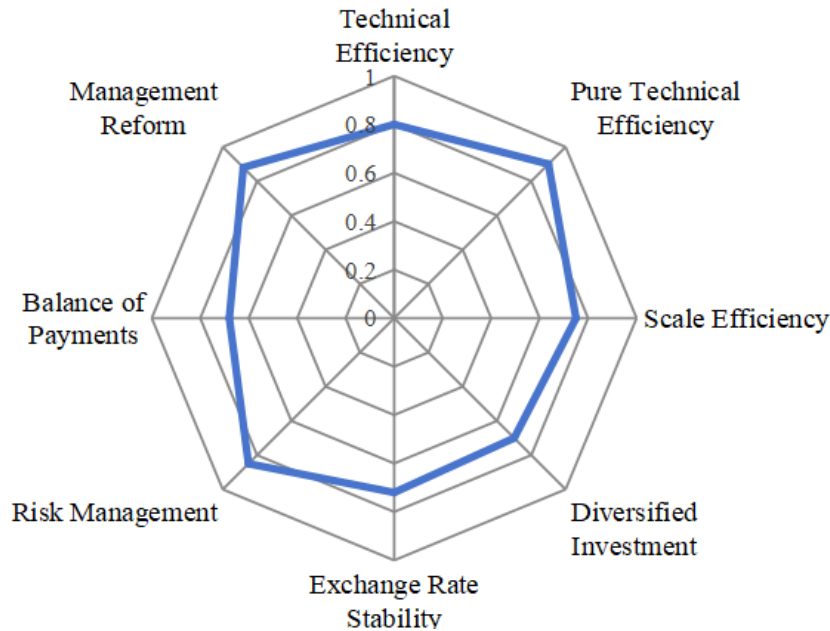 Technical
Efficiency
Management
Reform
Pure Technical
Efficiency
1
0.8
0.6
0.4
0.2
0
Balance of
Payments
Scale Efficiency
Risk Management
Diversified
Investment
Exchange Rate
Stability